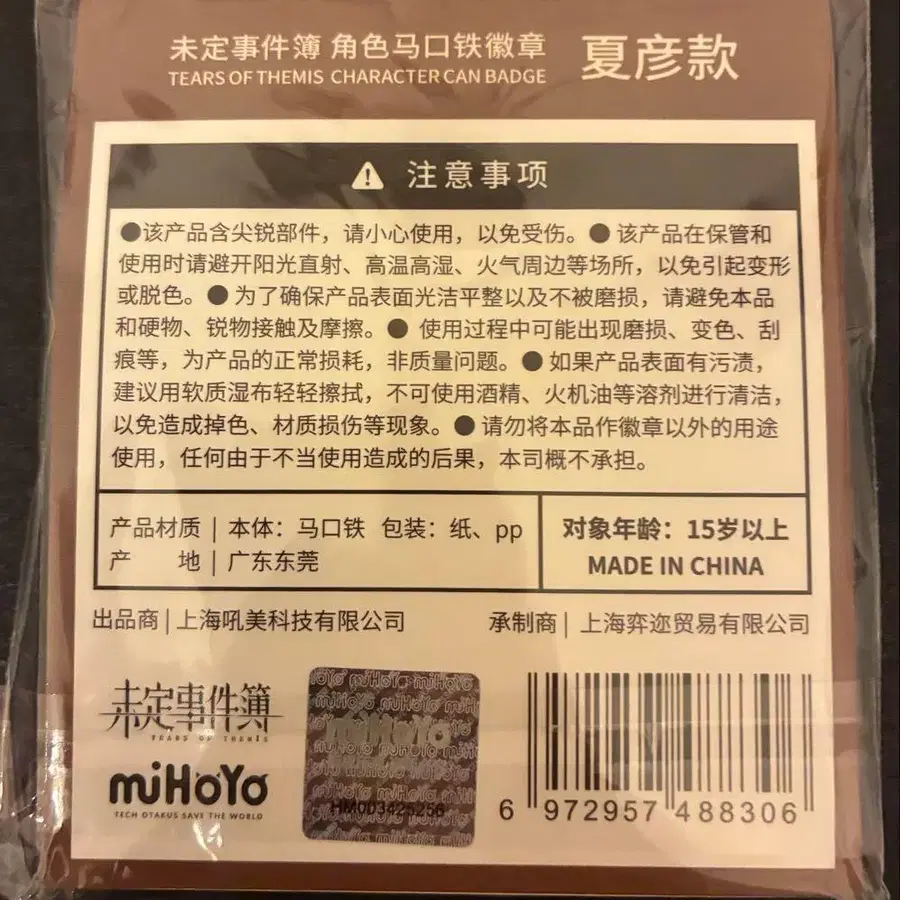 未定事件簿 角色马口铁徽章 夏彦款
TEARS OF THEMIS CHARACTER CAN BADGE
注意事项
●该产品含尖锐部件，请小心使用，以免受伤。● 该产品在保管和
使用时请避开阳光直射、高温高湿、火气周边等场所，以免引起变形
或脱色。● 为了确保产品表面光洁平整以及不被磨损，请避免本品
和硬物、锐物接触及摩擦。● 使用过程中可能出现磨损、变色、刮
痕等，为产品的正常损耗，非质量问题。● 如果产品表面有污渍，
建议用软质湿布轻轻擦拭，不可使用酒精、火机油等溶剂进行清洁，
以免造成掉色、材质损伤等现象。● 请勿将本品作徽章以外的用途
使用，任何由于不当使用造成的后果，本司概不承担。
产品材质 | 本体：马口铁 包装：纸、pp
产 地 | 广东东莞
对象年龄：15岁以上
MADE IN CHINA
出品商 | 上海吼美科技有限公司
承制商 | 上海弈迩贸易有限公司
未定事件簿
TEARS OF THEMIS
miHoYo
TECH OTAKUS SAVE THE WORLD
miHoYo
6 972957 488306